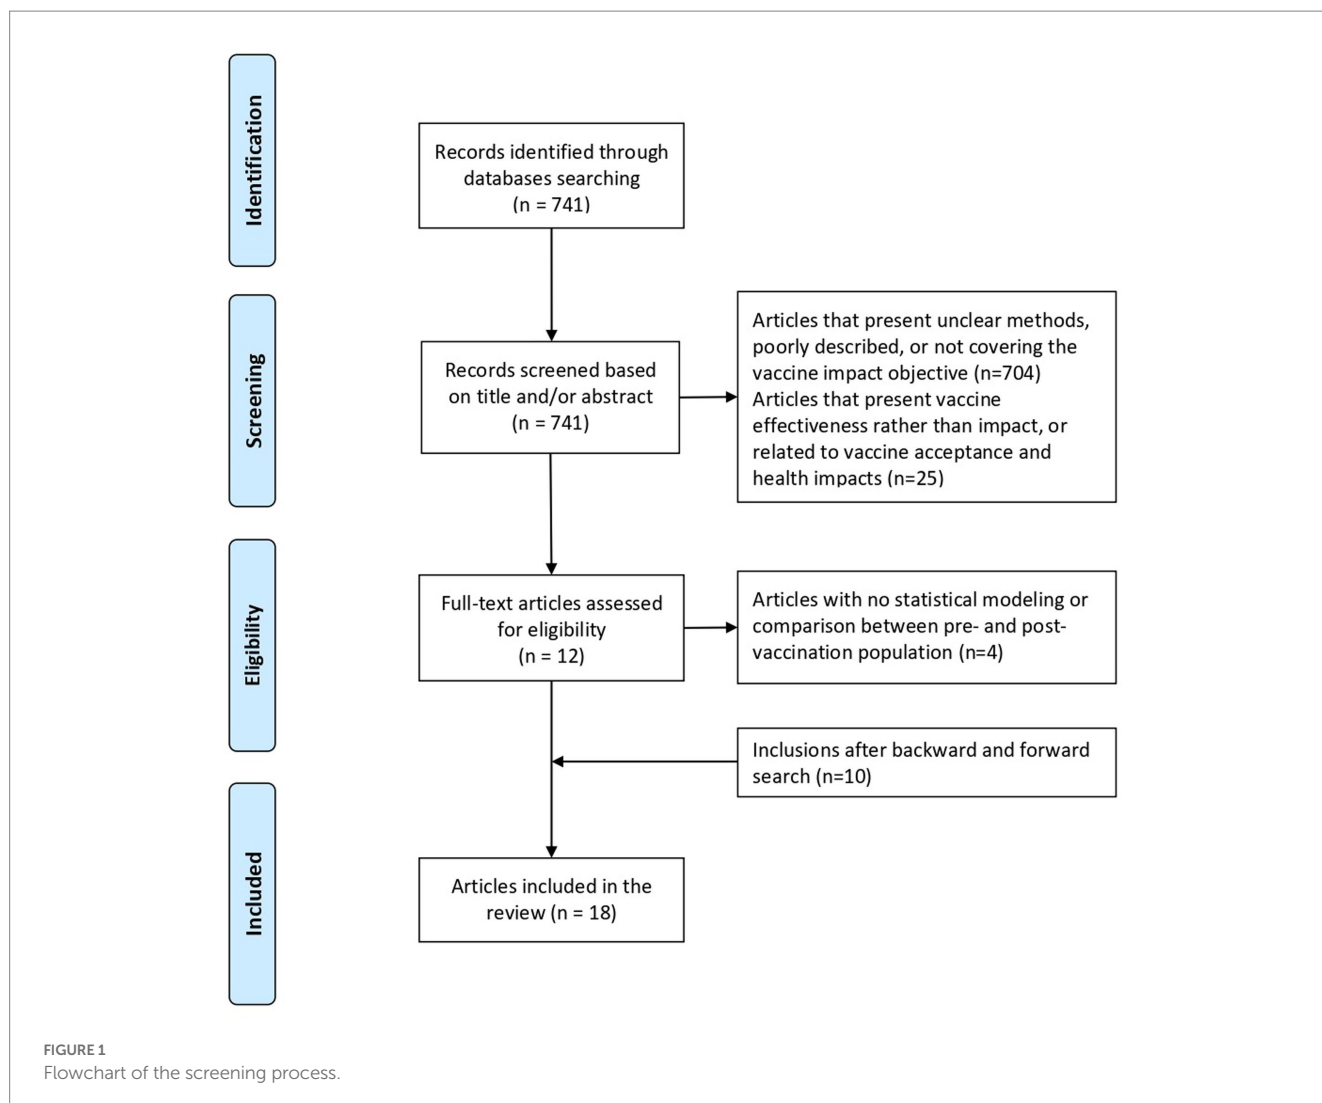 Identification
Records identified through
databases searching
(n = 741)
Screening
Records screened based
on title and/or abstract
(n = 741)
Articles that present unclear methods,
poorly described, or not covering the
vaccine impact objective (n=704)
Articles that present vaccine
effectiveness rather than impact, or
related to vaccine acceptance and
health impacts (n=25)
Eligibility
Full-text articles assessed
for eligibility
(n = 12)
Articles with no statistical modeling or
comparison between pre- and post-
vaccination population (n=4)
Inclusions after backward and forward
search (n=10)
Included
Articles included in the
review (n = 18)
FIGURE 1
Flowchart of the screening process.